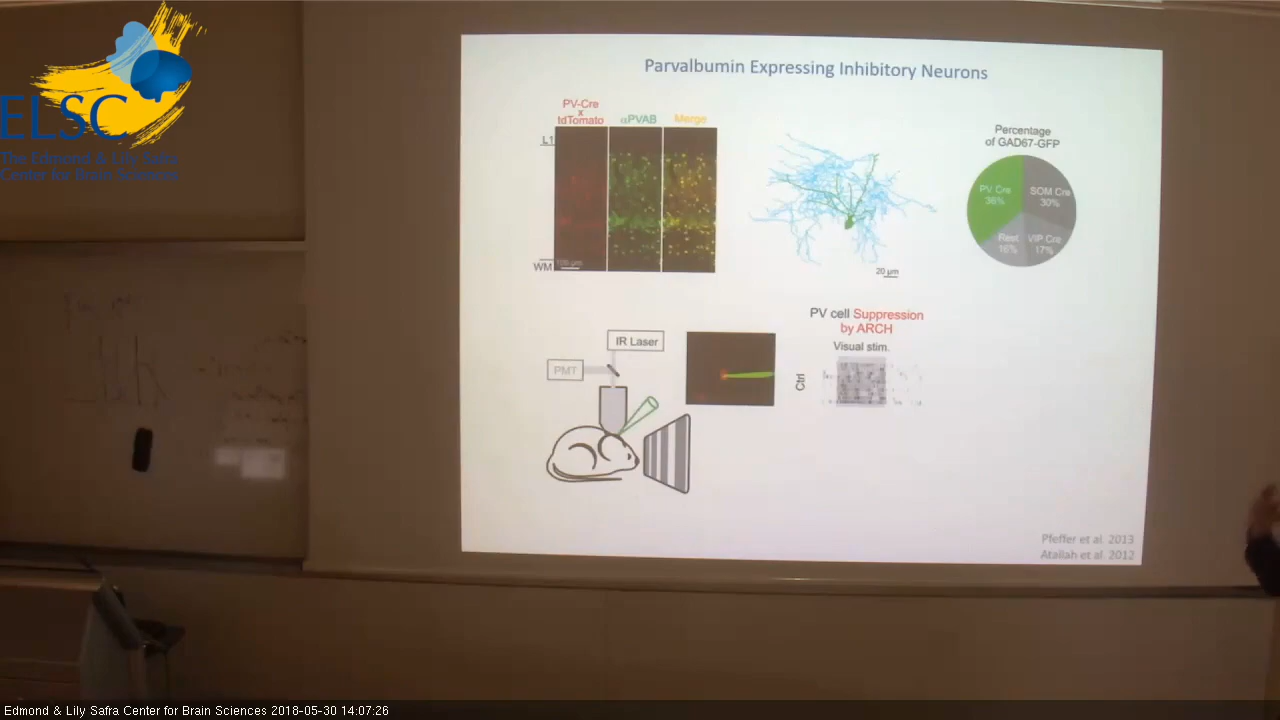 ELSC
The Edmond & Lily Safra
Center for Brain Sciences
Parvalbumin Expressing Inhibitory Neurons
PV-Cre
x
tdTomato
αPVAB
Merge
L1
WM
100 µm
20 µm
Percentage
of GAD67-GFP
PV Cre
36%
SOM Cre
30%
Rest
16%
VIP Cre
17%
IR Laser
PMT
PV cell Suppression
by ARCH
Visual stim.
Ctrl
Pfeffer et al. 2013
Atallah et al. 2012
Edmond & Lily Safra Center for Brain Sciences 2018-05-30 14:07:26